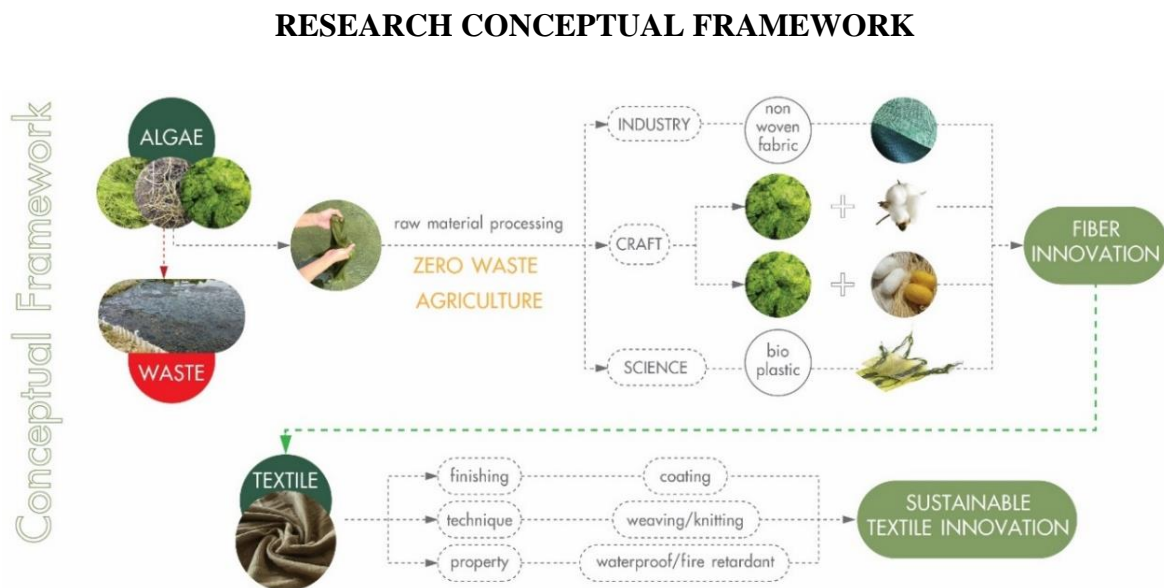 RESEARCH CONCEPTUAL FRAMEWORK
Conceptual Framework
ALGAE
WASTE
raw material processing
ZERO WASTE
AGRICULTURE
INDUSTRY
non
woven
fabric
CRAFT
SCIENCE
bio
plastic
FIBER
INNOVATION
TEXTILE
finishing
coating
technique
weaving/knitting
property
waterproof/fire retardant
SUSTAINABLE
TEXTILE INNOVATION